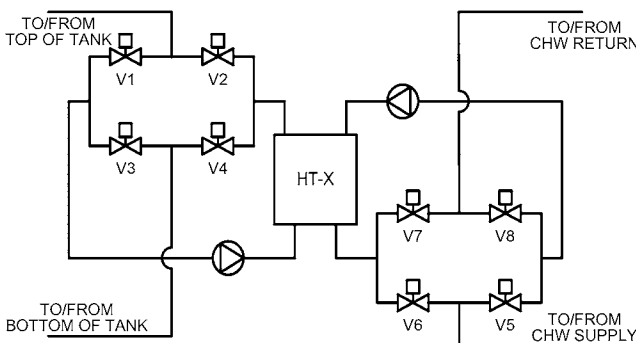 TO/FROM
TOP OF TANK
TO/FROM
CHW RETURN
V1
V2
V3
V4
HT-X
V7
V8
TO/FROM
BOTTOM OF TANK
V6
V5
TO/FROM
CHW SUPPLY